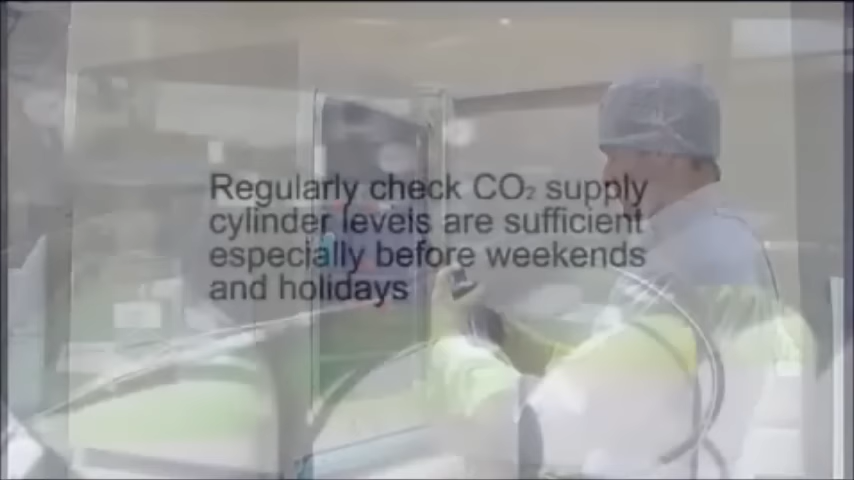 Regularly check CO₂ supply
cylinder levels are sufficient
especially before weekends
and holidays